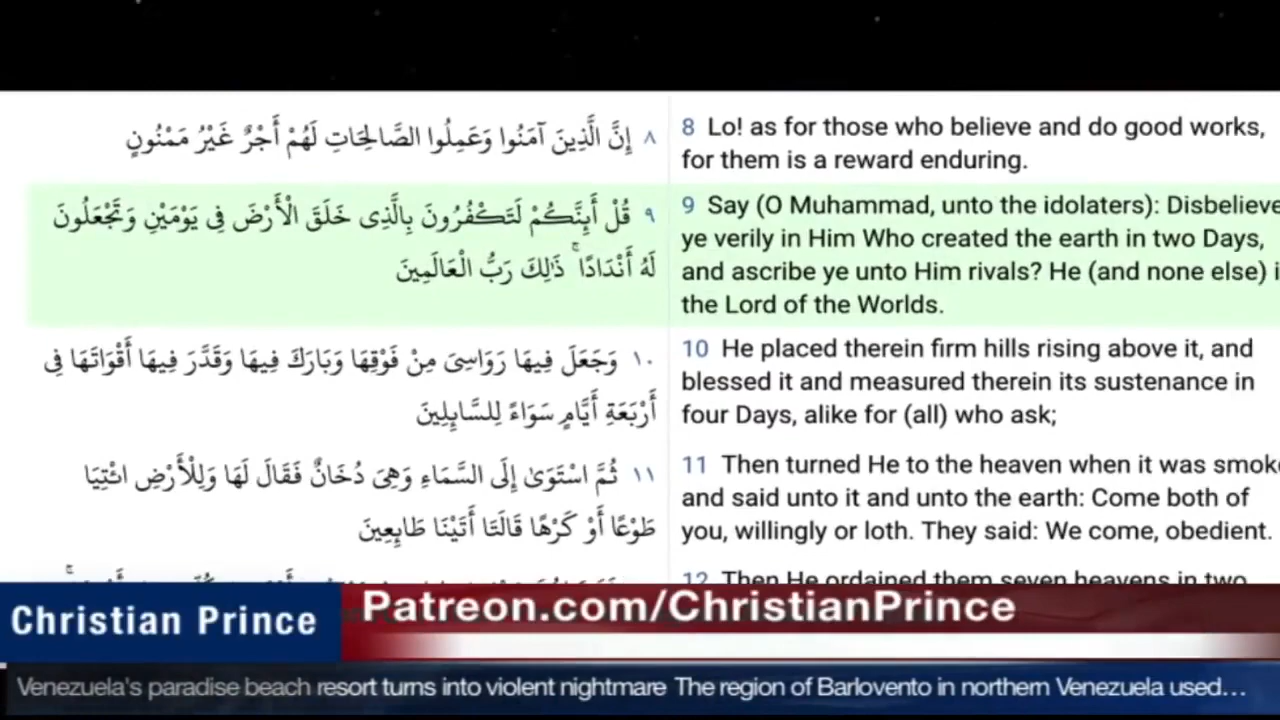 ٨ إِنَّ الَّذِينَ آمَنُوا وَعَمِلُوا الصَّالِحَاتِ لَهُمْ أَجْرٌ غَيْرُ مَمْنُونٍ
٩ قُلْ أَئِنَّكُمْ لَتَكْفُرُونَ بِالَّذِى خَلَقَ الْأَرْضَ فِى يَوْمَيْنِ وَتَجْعَلُونَ
لَهُ أَنْدَادًا ۚ ذَٰلِكَ رَبُّ الْعَالَمِينَ
١٠ وَجَعَلَ فِيهَا رَوَاسِىَ مِنْ فَوْقِهَا وَبَارَكَ فِيهَا وَقَدَّرَ فِيهَا أَقْوَاتَهَا فِى
أَرْبَعَةِ أَيَّامٍ سَوَاءً لِلسَّابِلِينَ
١١ ثُمَّ اسْتَوَىٰ إِلَى السَّمَاءِ وَهِىَ دُخَانٌ فَقَالَ لَهَا وَلِلْأَرْضِ ائْتِيَا
طَوْعًا أَوْ كَرْهًا قَالَتَا أَتَيْنَا طَابِعِينَ
8 Lo! as for those who believe and do good works,
for them is a reward enduring.
9 Say (O Muhammad, unto the idolaters): Disbelieve
ye verily in Him Who created the earth in two Days,
and ascribe ye unto Him rivals? He (and none else) i
the Lord of the Worlds.
10 He placed therein firm hills rising above it, and
blessed it and measured therein its sustenance in
four Days, alike for (all) who ask;
11 Then turned He to the heaven when it was smoke
and said unto it and unto the earth: Come both of
you, willingly or loth. They said: We come, obedient.
12 Then He ordained them seven heavens in two
Christian Prince
Patreon.com/ChristianPrince
Venezuela's paradise beach resort turns into violent nightmare The region of Barlovento in northern Venezuela used...